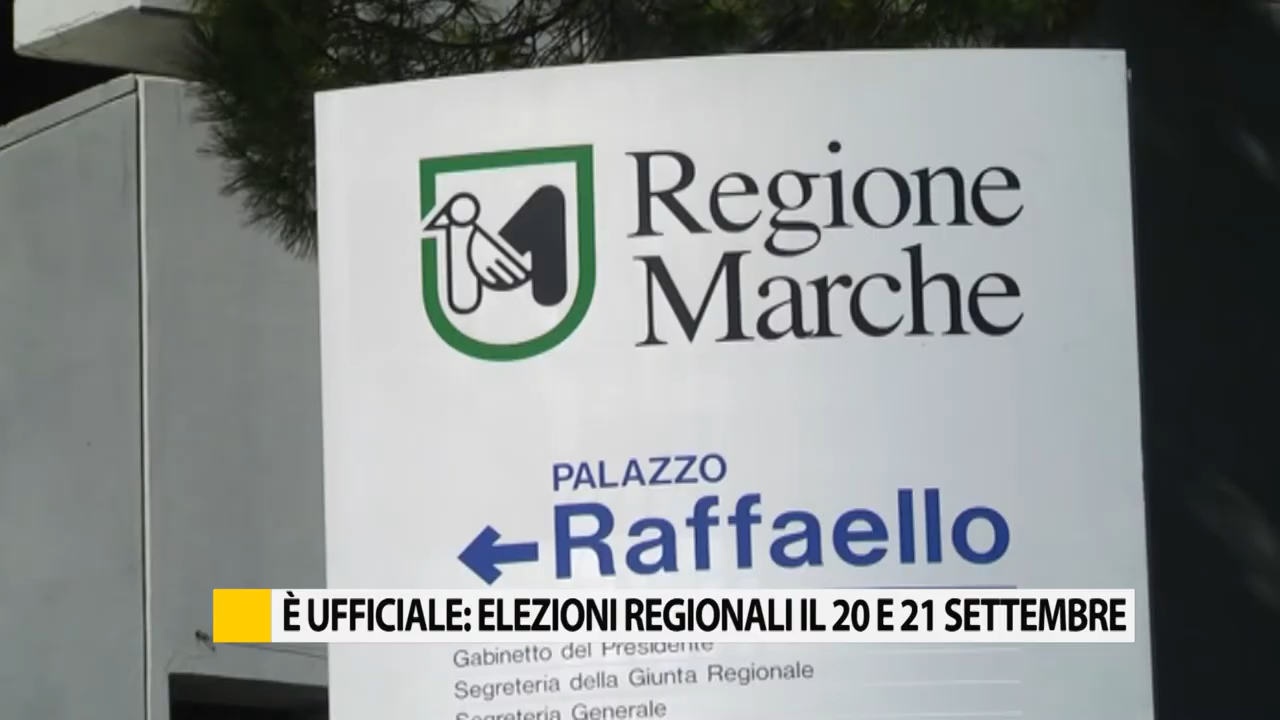 Regione
Marche
PALAZZO
Raffaello
È UFFICIALE: ELEZIONI REGIONALI IL 20 E 21 SETTEMBRE
Gabinetto del Presidente
Segreteria della Giunta Regionale
Segreteria Generale